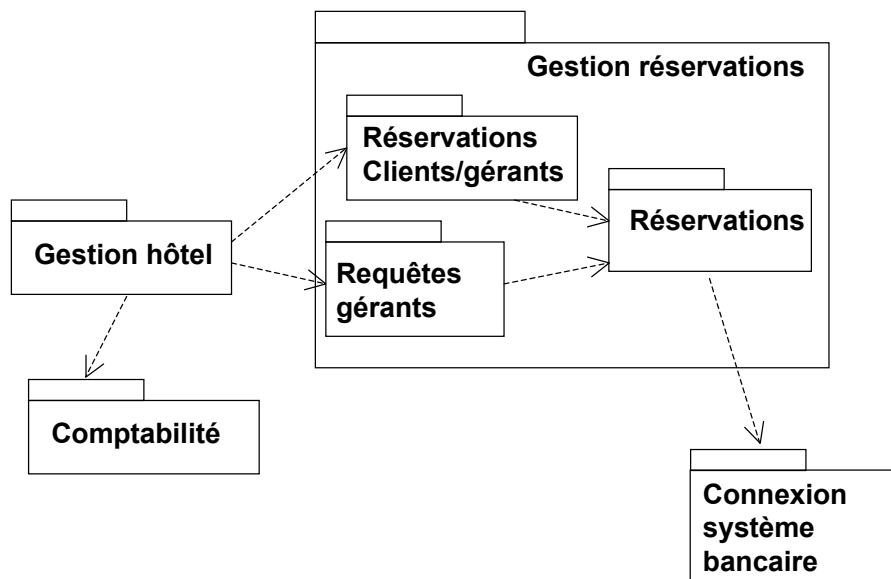 Gestion réservations
Réservations
Clients/gérants
Réservations
Gestion hôtel
Requêtes
gérants
Comptabilité
Connexion
système
bancaire